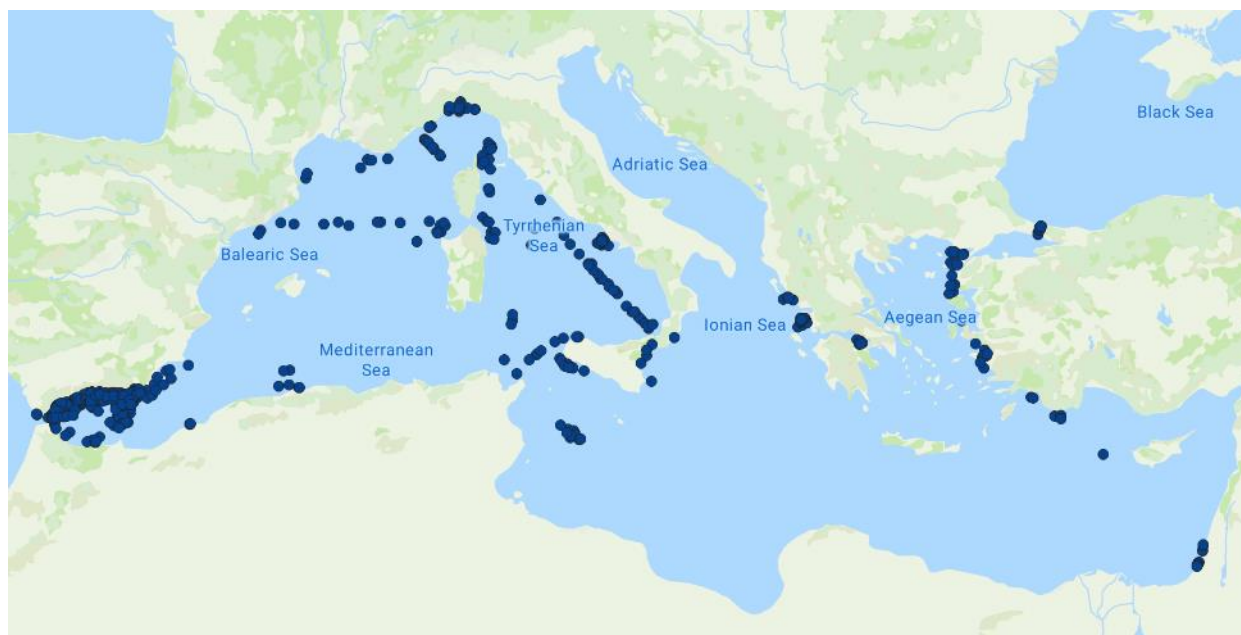 Black Sea
Adriatic Sea
Tyrrhenian
Sea
Balearic Sea
Ionian Sea
Aegean Sea
Mediterranean
Sea